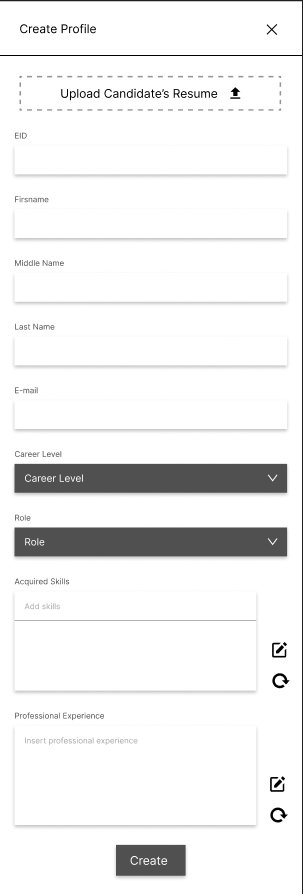 Create Profile
Upload Candidate's Resume
EID
Firsname
Middle Name
Last Name
E-mail
Career Level
Career Level
Role
Role
Acquired Skills
Add skills
Professional Experience
Insert professional experience
Create